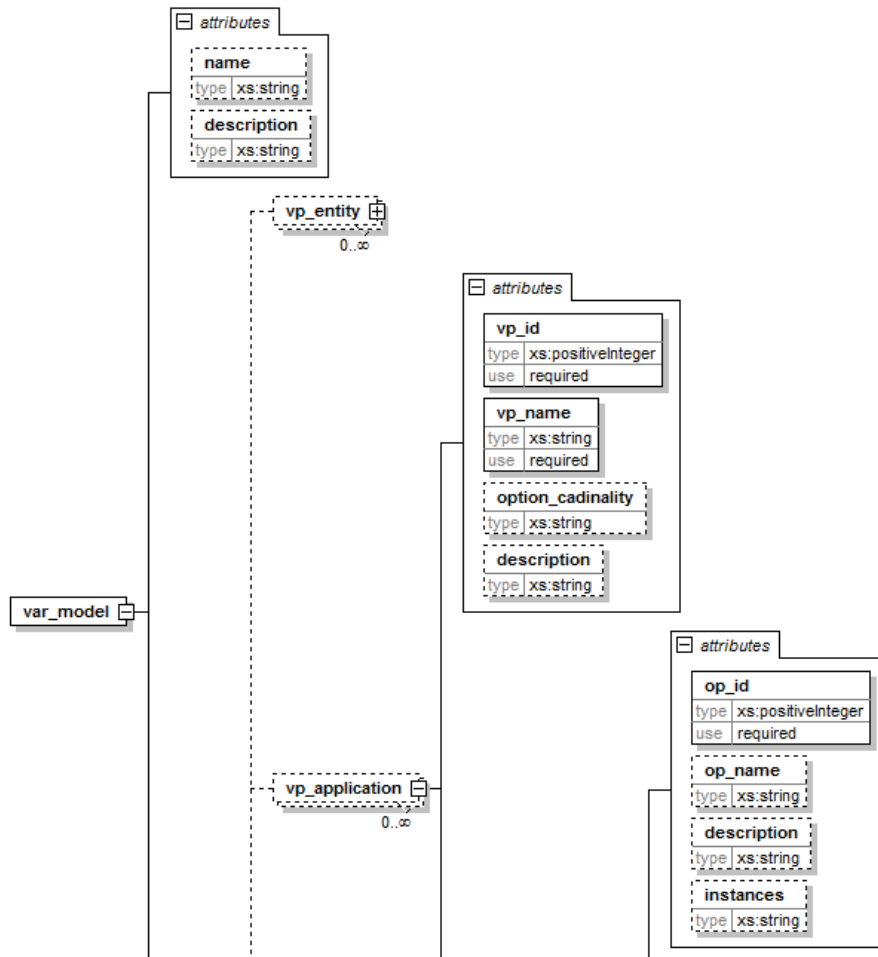 attributes
name
type xs:string
description
type xs:string
vp_entity
0..∞
attributes
vp_id
type xs:positiveInteger
use required
vp_name
type xs:string
use required
option_cadinality
type xs:string
description
type xs:string
var_model
attributes
op_id
type xs:positiveInteger
use required
op_name
type xs:string
vp_application
0..∞
description
type xs:string
instances
type xs:string